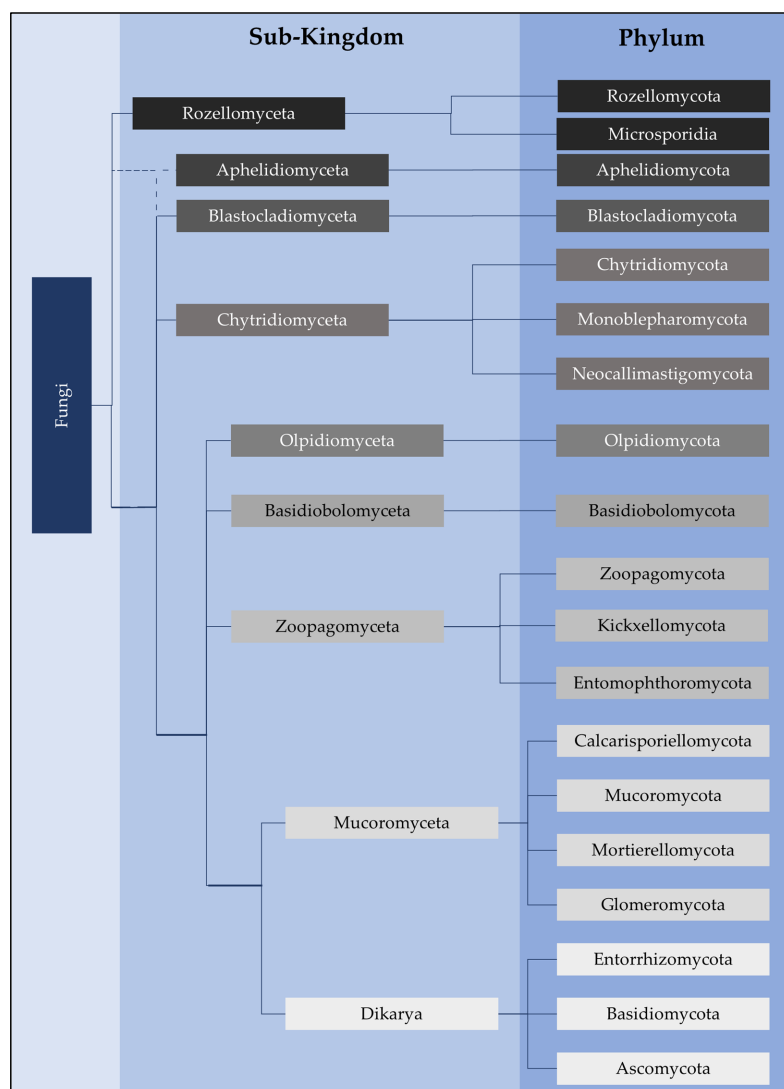 Sub-Kingdom
Phylum
Fungi
Rozellomyceta
Rozellomycota
Microsporidia
Aphelidiomyceta
Aphelidiomycota
Blastocladiomyceta
Blastocladiomycota
Chytridiomyceta
Chytridiomycota
Monoblepharomycota
Neocallimastigomycota
Olpidiomyceta
Olpidiomycota
Basidiobolomyceta
Basidiobolomycota
Zoopagomyceta
Zoopagomycota
Kickxellomycota
Entomophthoromycota
Mucoromyceta
Calcarisporiellomycota
Mucoromycota
Mortierellomycota
Glomeromycota
Dikarya
Entorrhizomycota
Basidiomycota
Ascomycota